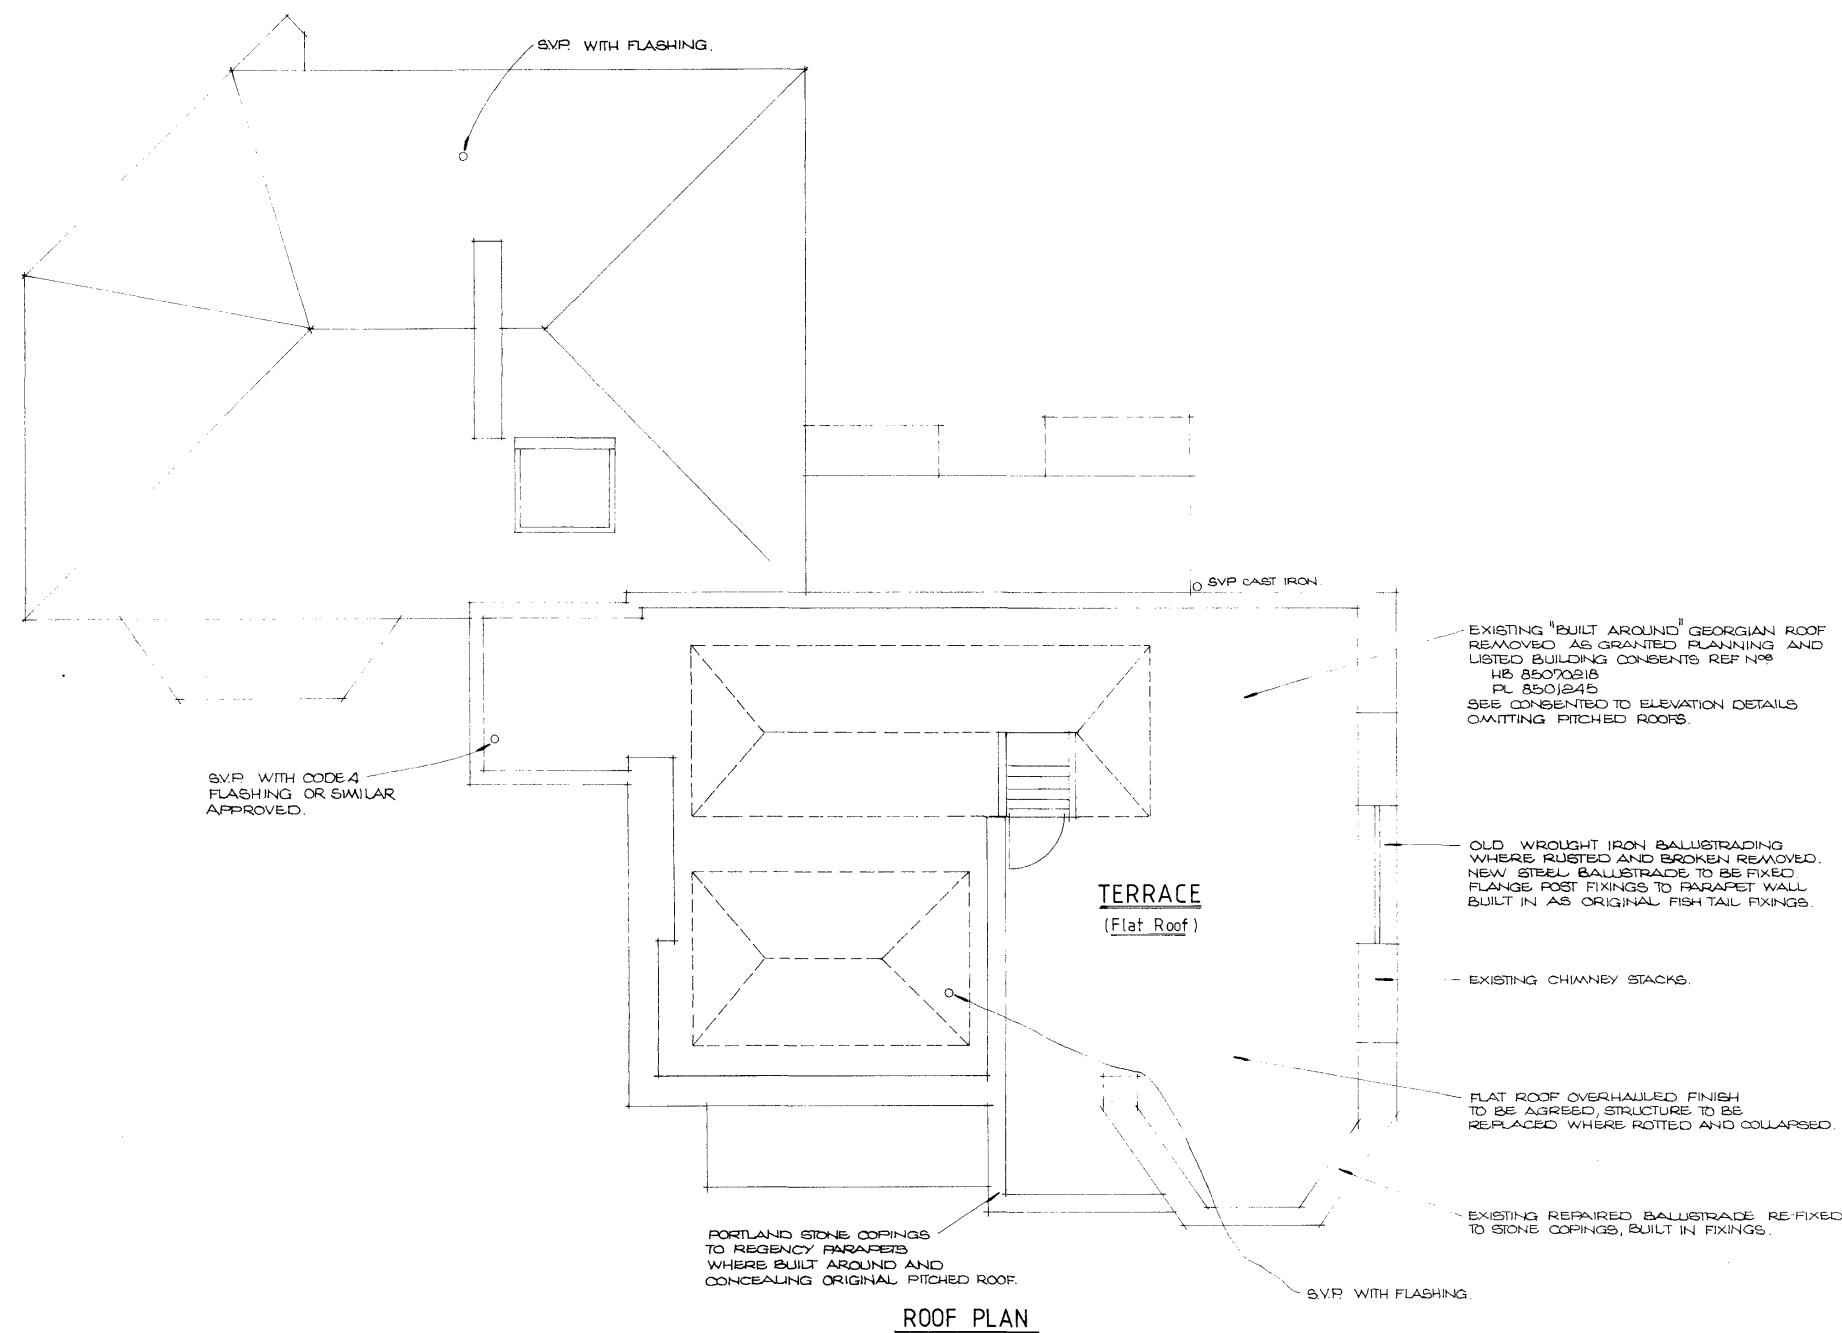 S.V.P. WITH FLASHING.
SVP CAST IRON.
EXISTING "BUILT AROUND" GEORGIAN ROOF
REMOVED AS GRANTED PLANNING AND
LISTED BUILDING CONSENTS REF Nos
HB 85070218
PL 8501245
SEE CONSENTED TO ELEVATION DETAILS
OMITTING PITCHED ROOFS.
S.V.P. WITH CODE 4
FLASHING OR SIMILAR
APPROVED.
OLD WROUGHT IRON BALUSTRADING
WHERE RUSTED AND BROKEN REMOVED.
NEW STEEL BALUSTRADE TO BE FIXED.
FLANGE POST FIXINGS TO PARAPET WALL
BUILT IN AS ORIGINAL FISH TAIL FIXINGS.
TERRACE
(Flat Roof)
EXISTING CHIMNEY STACKS.
FLAT ROOF OVERHAULED FINISH
TO BE AGREED, STRUCTURE TO BE
REPLACED WHERE ROTTED AND COLLAPSED.
EXISTING REPAIRED BALUSTRADE RE-FIXED
TO STONE COPINGS, BUILT IN FIXINGS.
PORTLAND STONE COPINGS
TO REGENCY PARAPETS
WHERE BUILT AROUND AND
CONCEALING ORIGINAL PITCHED ROOF.
S.V.P. WITH FLASHING.
ROOF PLAN